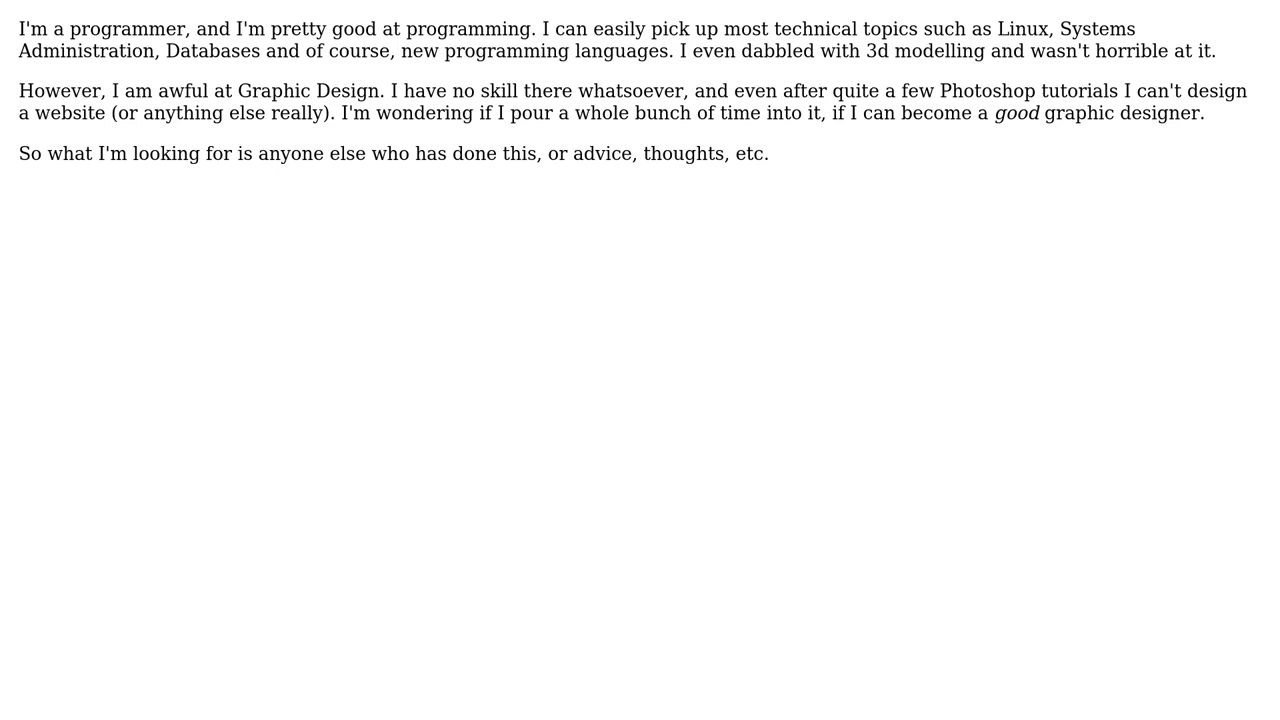 I'm a programmer, and I'm pretty good at programming. I can easily pick up most technical topics such as Linux, Systems
Administration, Databases and of course, new programming languages. I even dabbled with 3d modelling and wasn't horrible at it.
However, I am awful at Graphic Design. I have no skill there whatsoever, and even after quite a few Photoshop tutorials I can't design
a website (or anything else really). I'm wondering if I pour a whole bunch of time into it, if I can become a good graphic designer.
So what I'm looking for is anyone else who has done this, or advice, thoughts, etc.